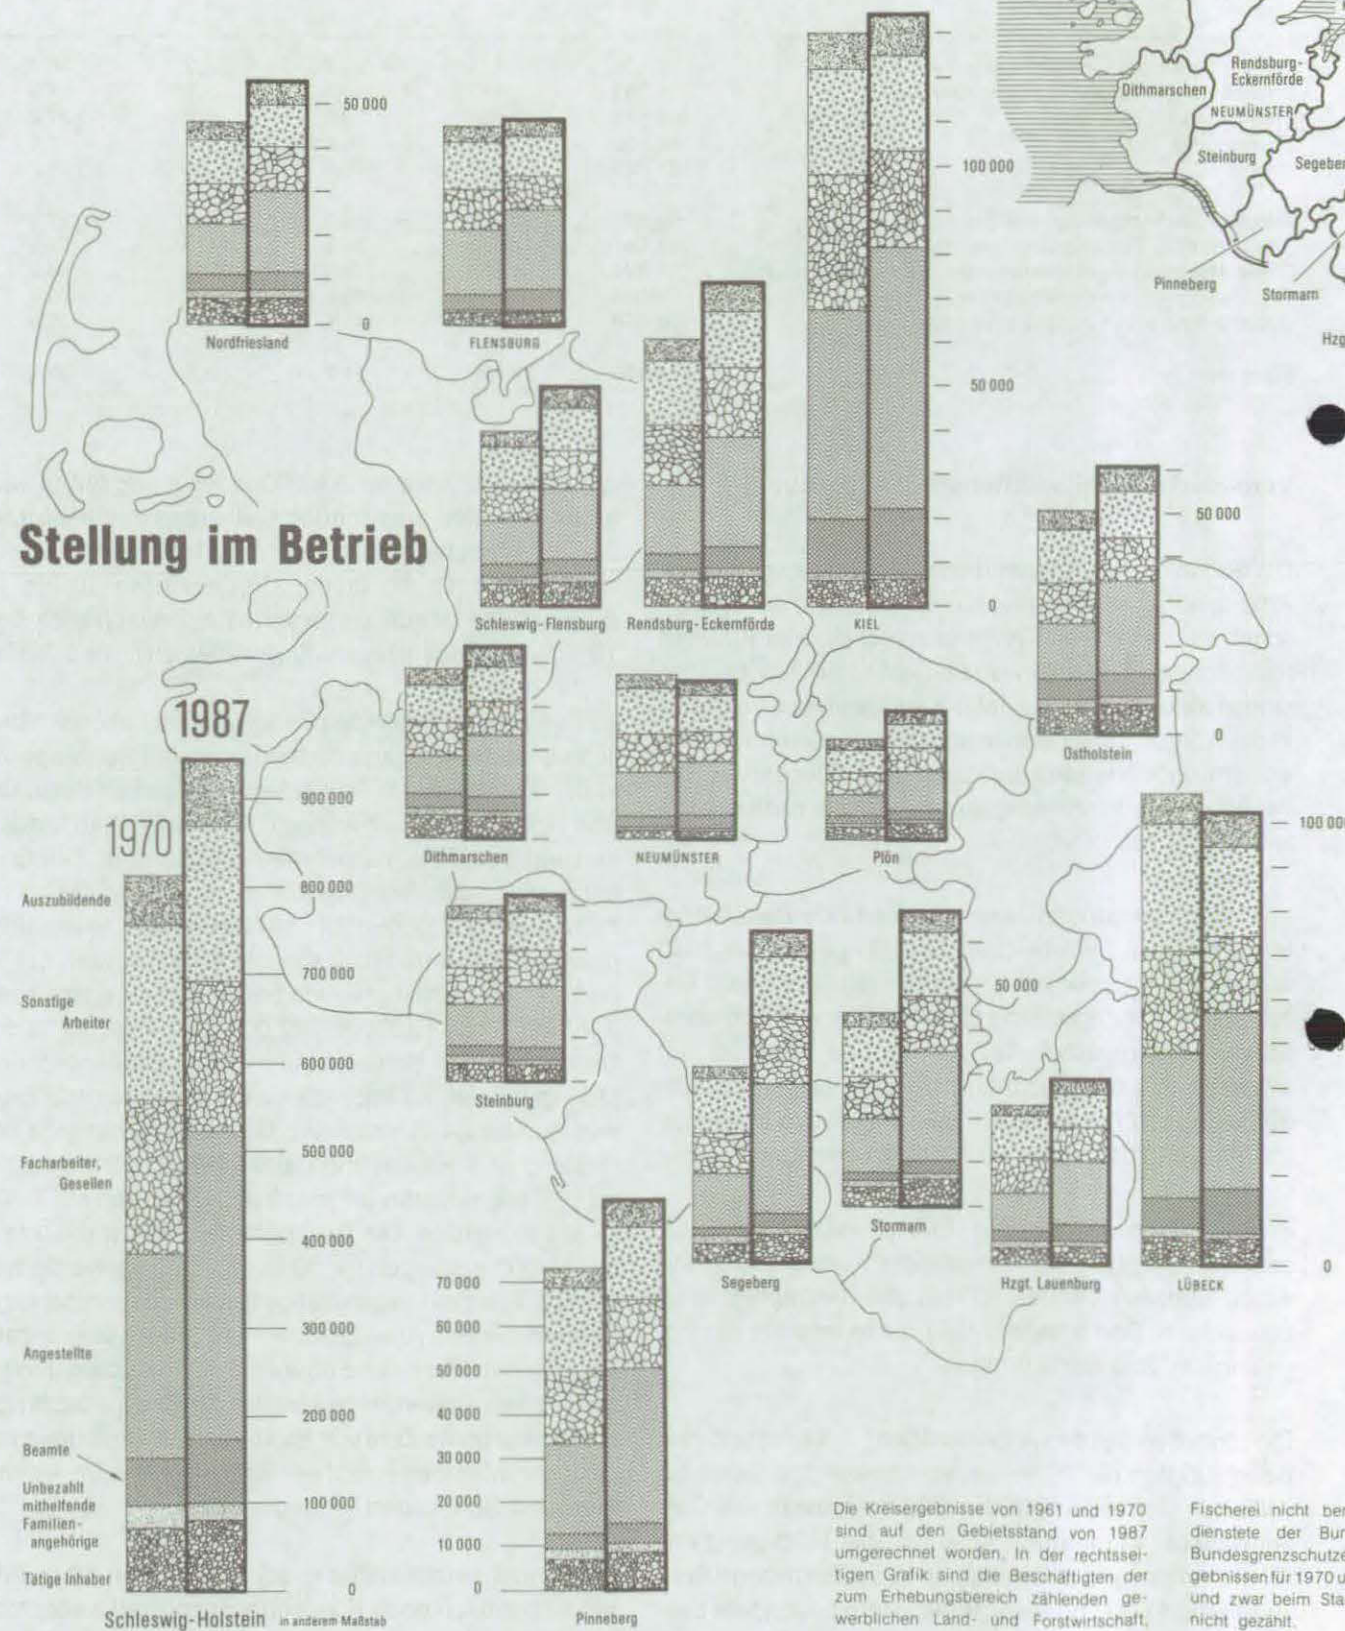 Rendsburg-
Eckernförde
Dithmarschen
NEUMÜNSTER
Steinburg
Pinneberg
Stormarn
50 000
0
Nordfriesland
FLENSBURG
100 000
50 000
0
Schleswig-Flensburg
Rendsburg-Eckernförde
KIEL
Stellung im Betrieb
50 000
0
Ostholstein
Dithmarschen
NEUMÜNSTER
Plön
1987
1970
900 000
800 000
700 000
600 000
500 000
400 000
300 000
200 000
100 000
0
Auszubildende
Sonstige
Arbeiter
Facharbeiter,
Gesellen
Angestellte
Beamte
Unbezahlt
mithelfende
Familien-
angehörige
Tätige Inhaber
Schleswig-Holstein in anderem Maßstab
Steinburg
70 000
60 000
50 000
40 000
30 000
20 000
10 000
0
Pinneberg
Segeberg
50 000
Stormarn
Hzgt. Lauenburg
0
LÜBECK
Die Kreisergebnisse von 1961 und 1970
sind auf den Gebietsstand von 1987
umgerechnet worden. In der rechtssei-
tigen Grafik sind die Beschäftigten der
zum Erhebungsbereich zählenden ge-
werblichen Land- und Forstwirtschaft,
Fischerei nicht
dienstete der
gebnissen für 1970
und zwar beim
nicht gezählt.